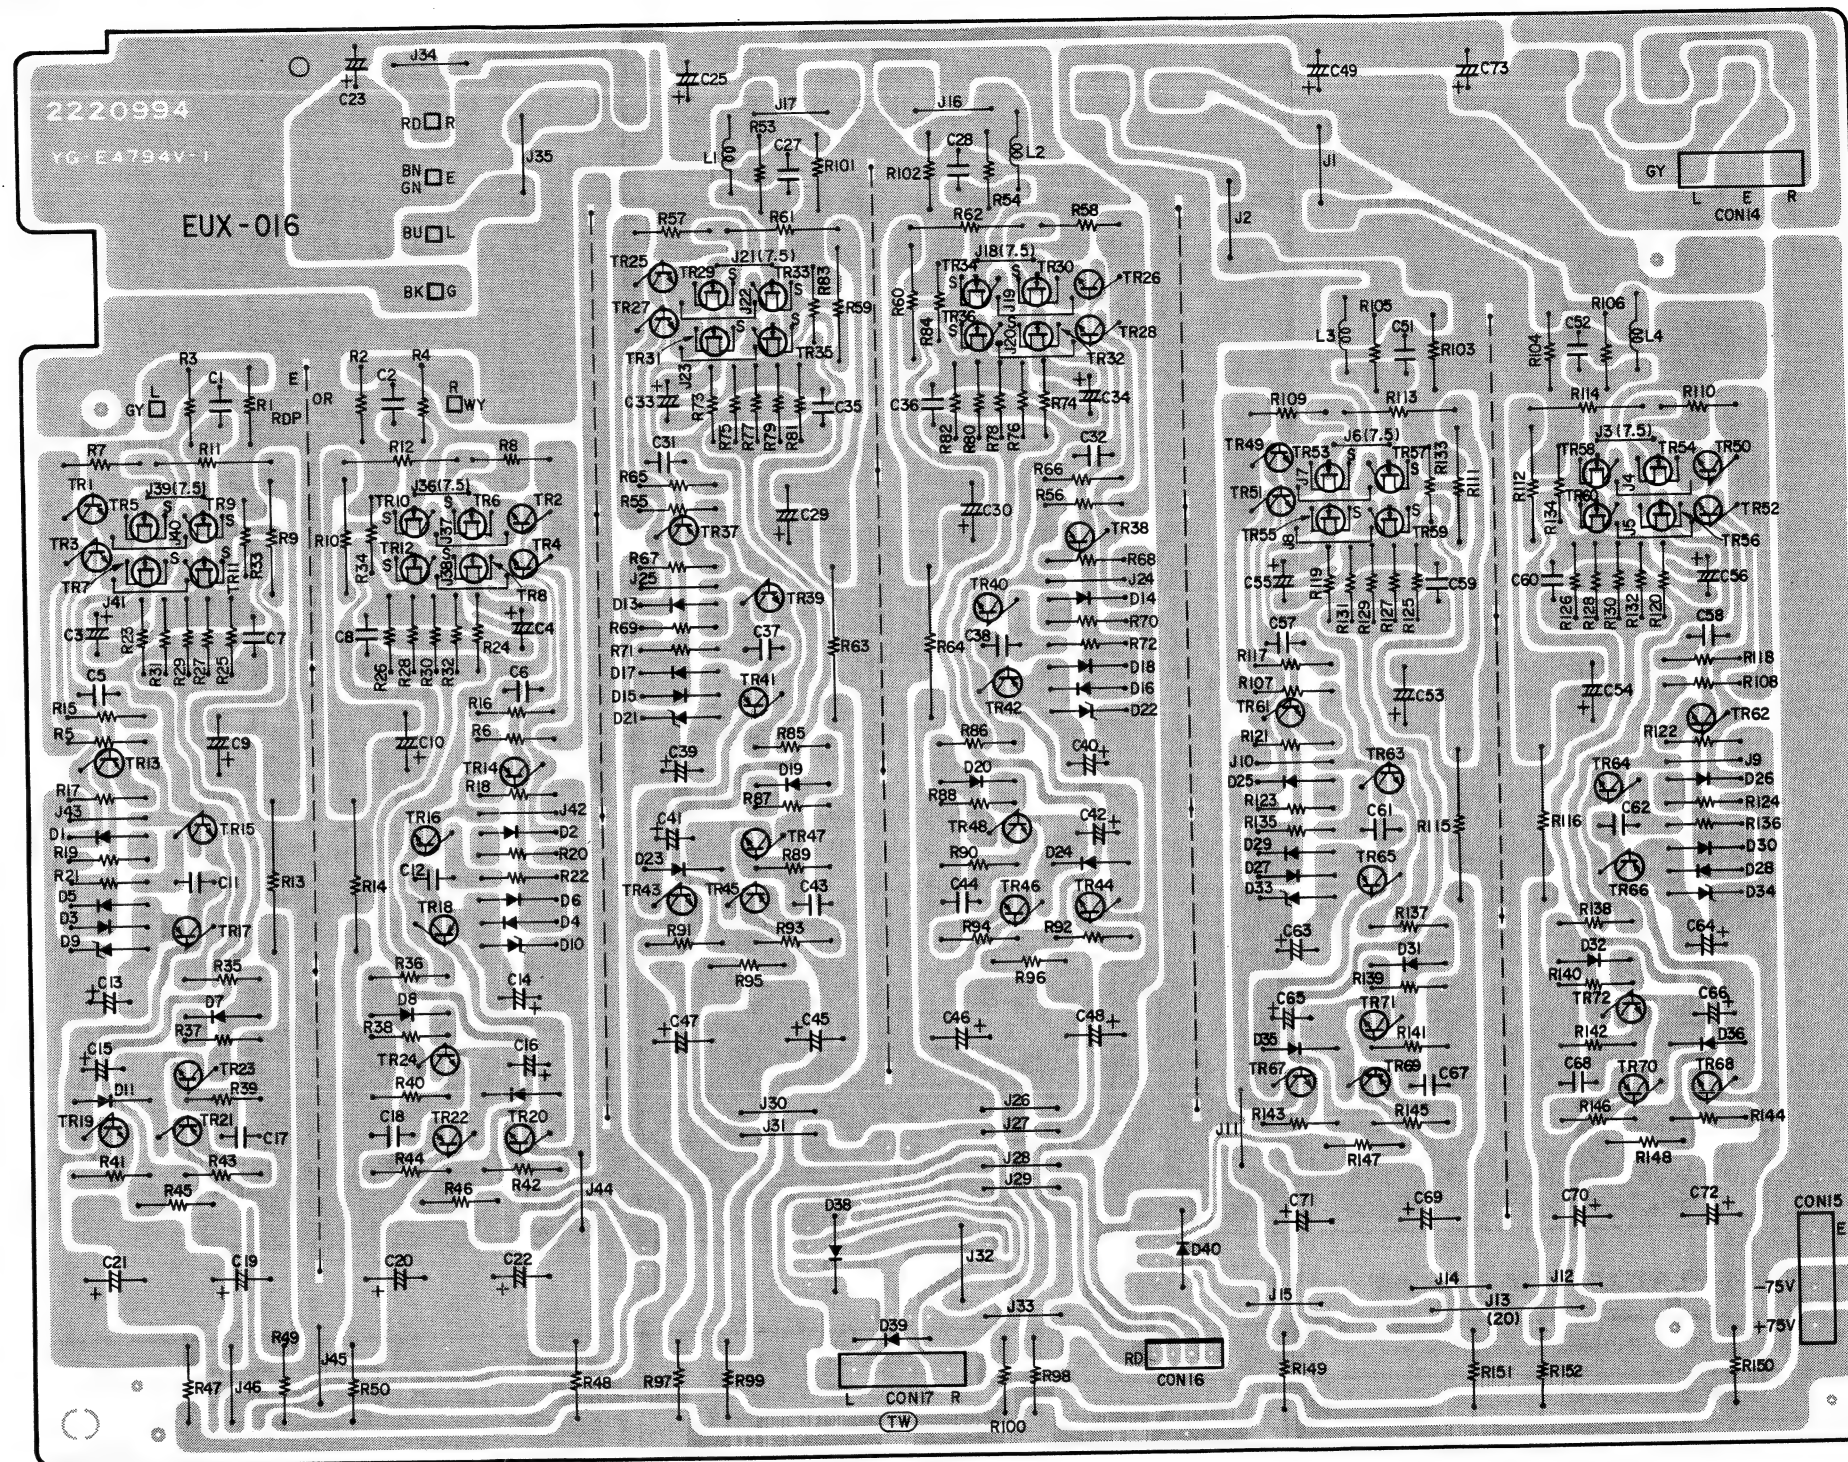 J34
C23
C25
C49
C73
2220994
YG-E4794V-1
RD R
J35
BN
GN E
EUX-016
BU L
BK G
J17
J16
R53
C27
L1
R101
C28
L2
R102
R54
J1
J2
GY
L E R
CON14
R57
R61
R62
R58
TR25
TR29
J21(7.5)
S
TR33
R83
TR27
J22
R59
TR31
S
S
TR35
J23
R60
TR34
J18(7.5)
S
TR30
TR26
S
J19
R84
TR36
J20
S
TR28
TR32
C33
R73
R75
R77
R79
R81
C35
C36
R82
R80
R78
R76
R74
C34
R105
C51
L3
R103
R104
C52
R106
L4
R3
L
C1
R1
GY
E
RDP
OR
R2
C2
R4
R
WY
R109
R113
R114
R110
R7
R11
R12
R8
TR1
TR5
J39(7.5)
S
TR9
S
TR3
J40
R9
TR7
S
S
TR11
R33
J41
R10
TR10
J36(7.5)
S
TR6
TR2
S
J37
R34
TR12
J38
S
TR4
TR8
C3
R23
R31
R29
R27
R25
C7
C8
R26
R28
R30
R32
R24
C4
C5
R15
R5
TR13
C9
C10
C6
R16
R6
TR14
R18
R17
J43
D1
R19
R21
D5
D3
D9
TR15
C11
R13
TR17
R14
TR16
C12
TR18
J42
D2
R20
R22
D6
D4
D10
C31
R65
R55
TR37
C29
R67
J25
D13
R69
R71
D17
D15
D21
TR39
C37
TR41
R63
C39
R85
D19
R87
C32
R66
R56
TR38
C30
R68
J24
D14
R70
R72
D18
D16
D22
TR40
C38
TR42
R64
C40
R86
D20
R88
C41
TR47
D23
R89
TR43
TR45
C43
R91
R93
R95
TR48
C42
R90
D24
C44
TR46
TR44
R94
R92
R96
C47
C45
C46
C48
TR49
TR53
J6(7.5)
S
TR57
S
R133
TR51
J7
R111
TR55
J8
S
S
TR59
R112
TR58
J3(7.5)
S
TR54
TR50
S
J4
R134
TR60
J5
TR52
TR56
C55
R119
R131
R129
R127
R125
C59
C60
R126
R128
R130
R132
R120
C56
C57
R117
R107
TR61
C53
C54
C58
R118
R108
TR62
R121
J10
D25
R123
R135
D29
D27
D33
TR63
C61
TR65
R115
R116
R122
J9
TR64
D26
C62
R124
R136
D30
TR66
D28
D34
C63
R137
D31
R139
R138
D32
R140
C64
C65
TR71
D35
R141
TR67
TR69
C67
R143
R145
R147
TR72
C66
R142
D36
C68
TR70
TR68
R146
R144
R148
C13
R35
D7
R37
C15
TR23
D11
R39
TR19
TR21
C17
R41
R43
R45
R36
D8
C14
R38
TR24
C16
R40
C18
TR22
TR20
R44
R42
R46
J44
J30
J31
J26
J27
J28
J29
J11
D38
J32
D40
C71
C69
C70
C72
CON15
E
-75V
+75V
C21
C19
C20
C22
J15
J14
J12
J13
(20)
J33
D39
R49
J45
R47
J46
R50
R48
R97
R99
L CON17 R
TW
R98
R100
RD
CON16
R149
R151
R152
R150